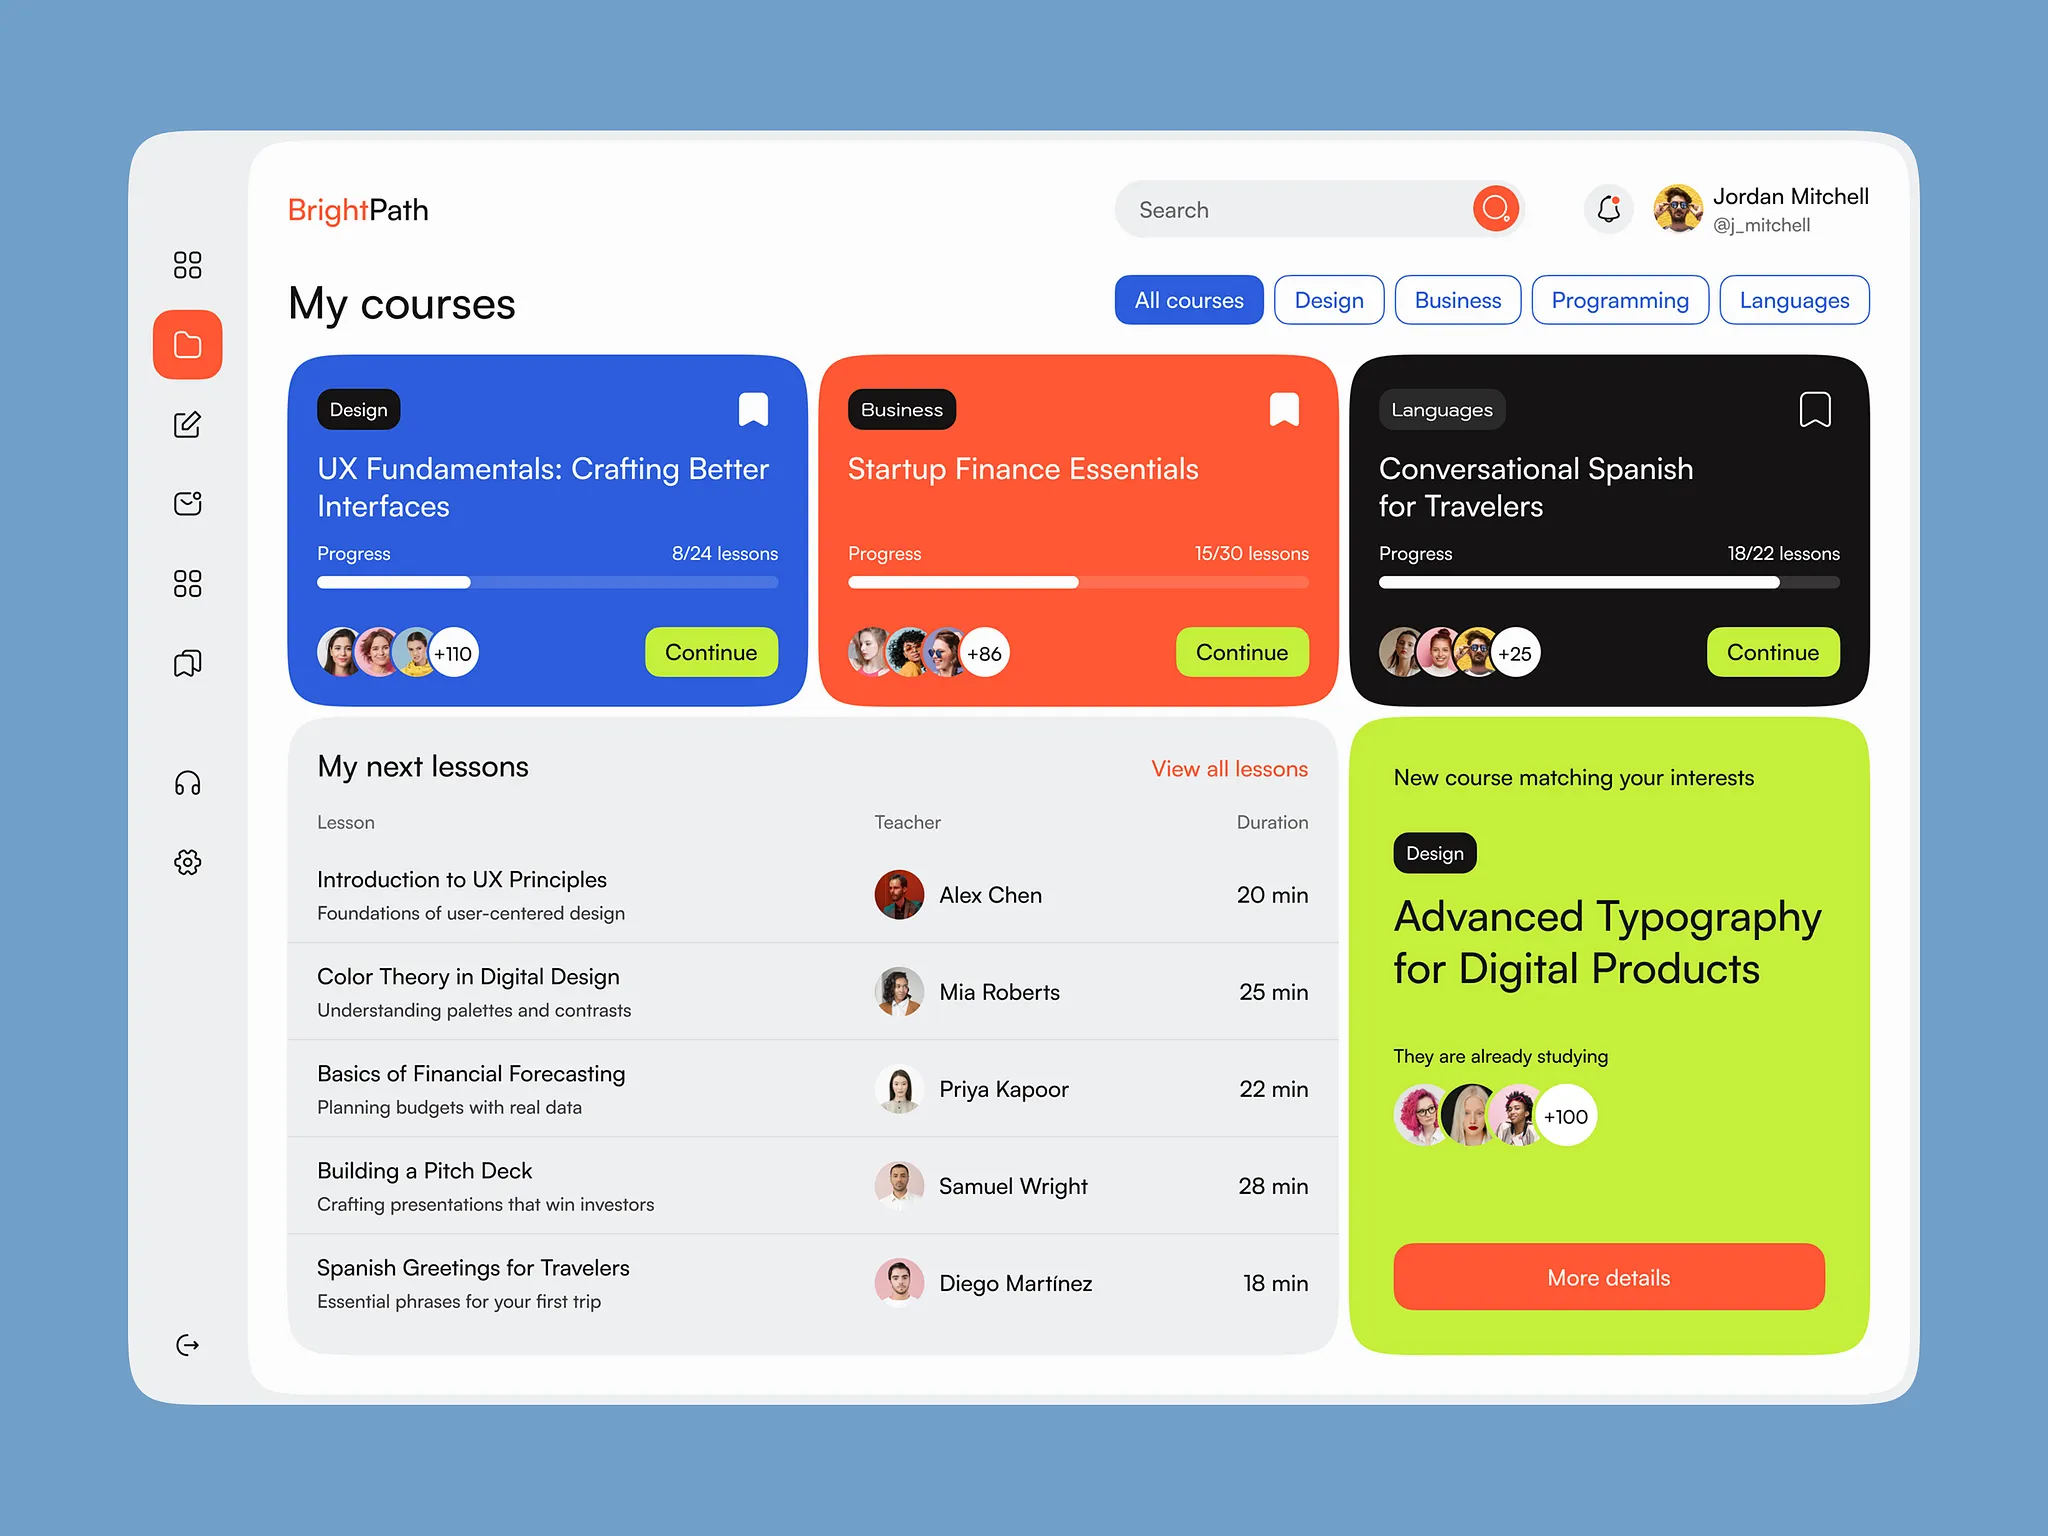 BrightPath
Search
Jordan Mitchell
@j_mitchell
My courses
All courses
Design
Business
Programming
Languages
Design
UX Fundamentals: Crafting Better
Interfaces
Progress
8/24 lessons
+110
Continue
Business
Startup Finance Essentials
Progress
15/30 lessons
+86
Continue
Languages
Conversational Spanish
for Travelers
Progress
18/22 lessons
+25
Continue
My next lessons
View all lessons
Lesson
Teacher
Duration
Introduction to UX Principles
Foundations of user-centered design
Alex Chen
20 min
Color Theory in Digital Design
Understanding palettes and contrasts
Mia Roberts
25 min
Basics of Financial Forecasting
Planning budgets with real data
Priya Kapoor
22 min
Building a Pitch Deck
Crafting presentations that win investors
Samuel Wright
28 min
Spanish Greetings for Travelers
Essential phrases for your first trip
Diego Martínez
18 min
New course matching your interests
Design
Advanced Typography
for Digital Products
They are already studying
+100
More details